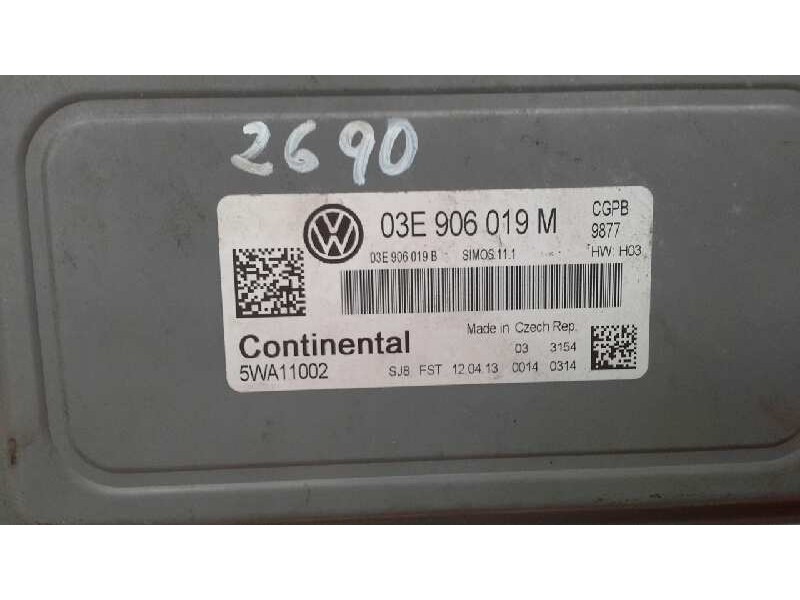 2690
03E 906 019 M
CGPB
9877
03E 906 019 B SIMOS.11.1
HW: H03
Continental
Made in Czech Rep.
03 3154
5WA11002
SJ8 FST 12.04.13 0014 0314